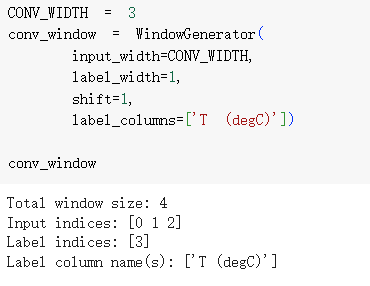 CONV_WIDTH = 3
conv_window = WindowGenerator(
        input_width=CONV_WIDTH,
        label_width=1,
        shift=1,
        label_columns=['T (degC)'])
conv_window
Total window size: 4
Input indices: [0 1 2]
Label indices: [3]
Label column name(s): ['T (degC)']